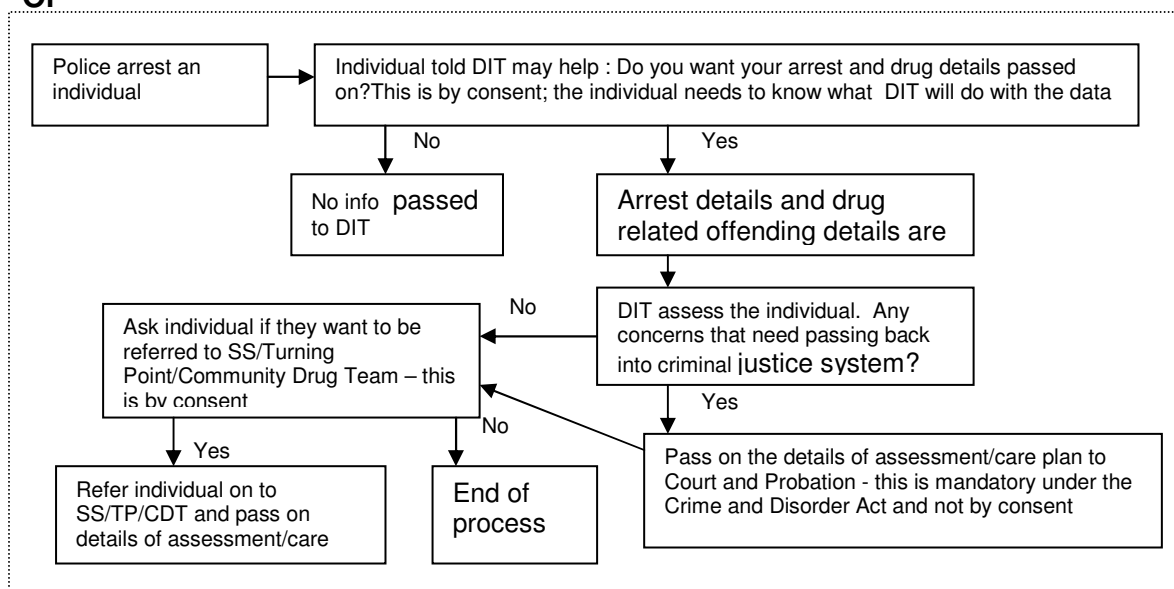 Police arrest an
individual
Individual told DIT may help : Do you want your arrest and drug details passed
on?This is by consent; the individual needs to know what DIT will do with the data
No
Yes
No info passed
to DIT
Arrest details and drug
related offending details are
DIT assess the individual. Any
concerns that need passing back
into criminal justice system?
No
Yes
Ask individual if they want to be
referred to SS/Turning
Point/Community Drug Team – this
is by consent
Yes
No
Pass on the details of assessment/care plan to
Court and Probation - this is mandatory under the
Crime and Disorder Act and not by consent
Refer individual on to
SS/TP/CDT and pass on
details of assessment/care
End of
process